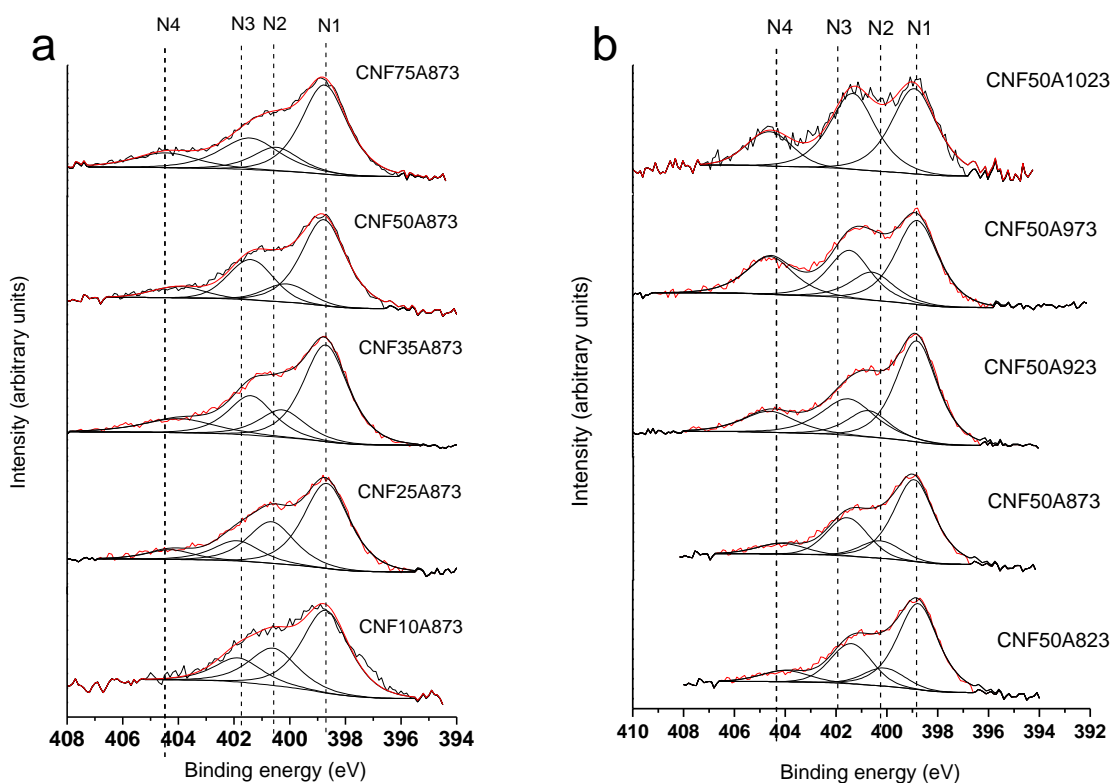 a
N4 N3 N2 N1
CNF75A873
CNF50A873
CNF35A873
CNF25A873
CNF10A873
Intensity (arbitrary units)
408 406 404 402 400 398 396 394
Binding energy (eV)
b
N4 N3 N2 N1
CNF50A1023
CNF50A973
CNF50A923
CNF50A873
CNF50A823
Intensity (arbitrary units)
410 408 406 404 402 400 398 396 394 392
Binding energy (eV)